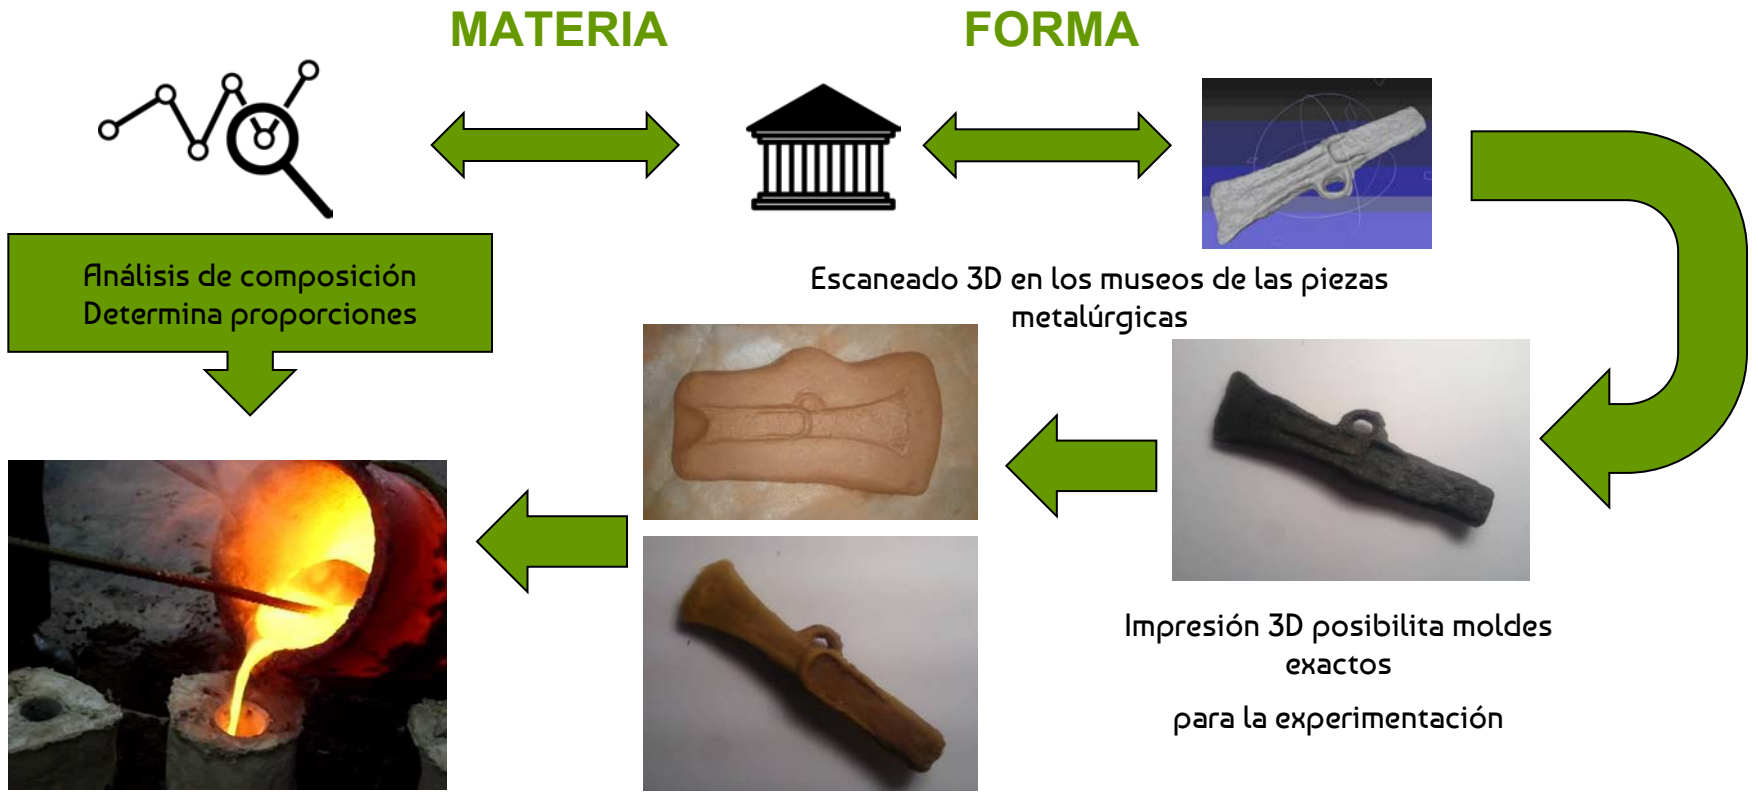 MATERIA
FORMA
Análisis de composición
Determina proporciones
Escaneado 3D en los museos de las piezas
metalúrgicas
Impresión 3D posibilita moldes
exactos
para la experimentación